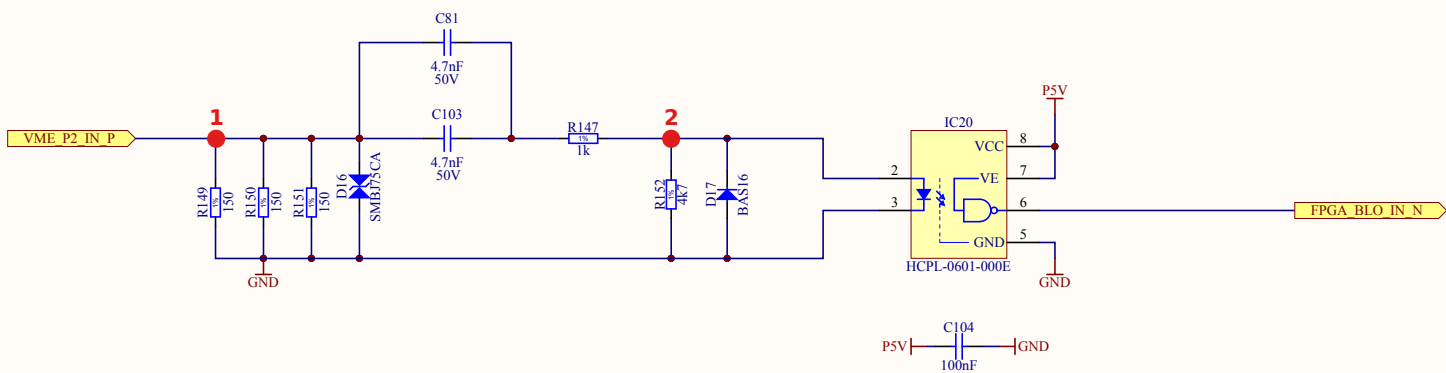 C81
4.7nF
50V
1
2
VME_P2_IN_P
C103
4.7nF
50V
R147
1%
1k
R149
1%
150
R150
1%
150
R151
1%
150
D16
SMBJ75CA
R152
1%
4k7
D17
BAS16
P5V
IC20
VCC
8
2
VE
7
3
6
FPGA_BLO_IN_N
GND
5
HCPL-0601-000E
GND
GND
C104
P5V
GND
100nF